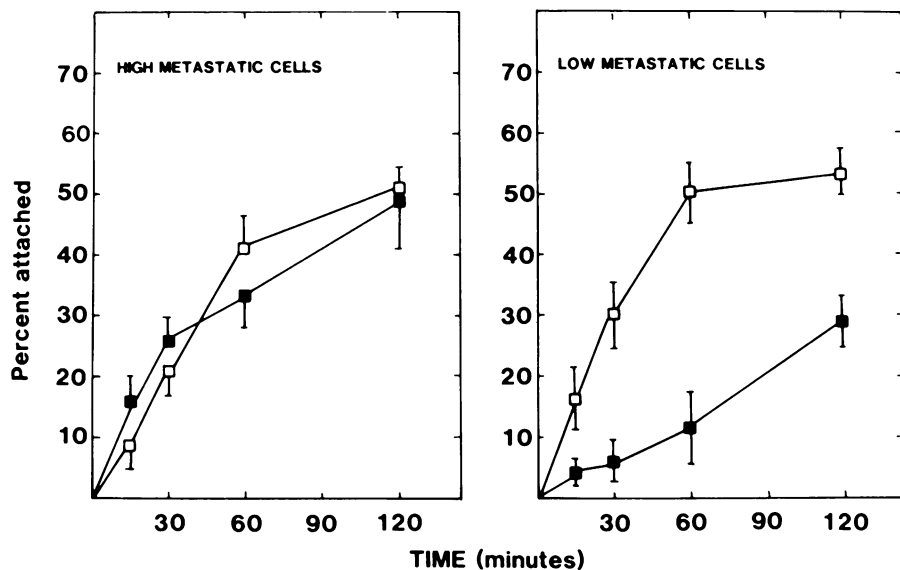 HIGH METASTATIC CELLS
LOW METASTATIC CELLS
Percent attached
70
60
50
40
30
20
10
30 60 90 120
70
60
50
40
30
20
10
30 60 90 120
TIME (minutes)